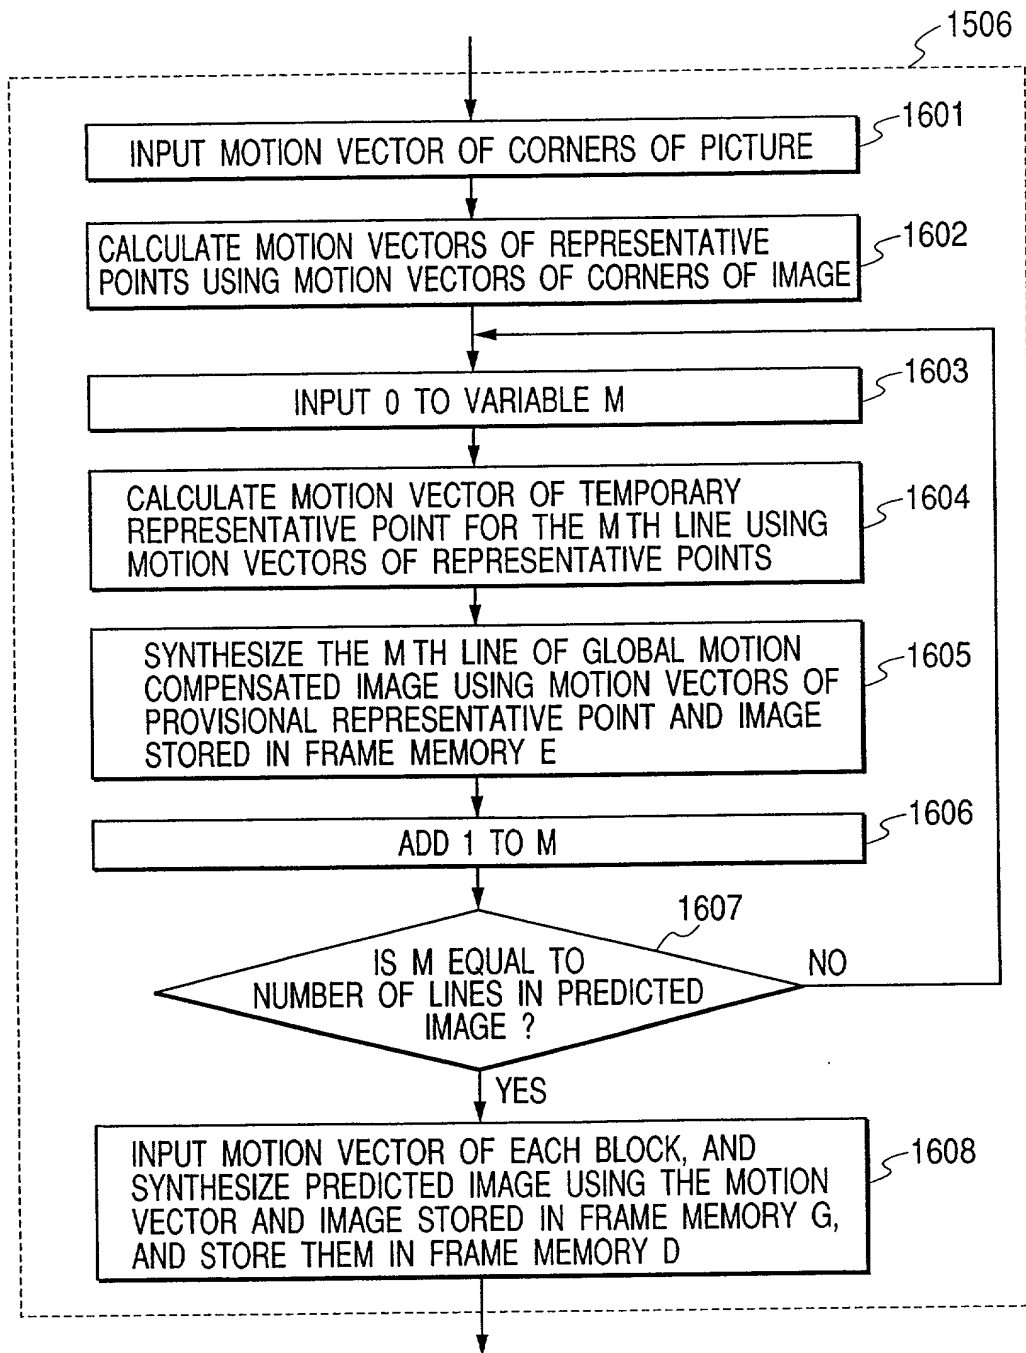 1506
1601
INPUT MOTION VECTOR OF CORNERS OF PICTURE
1602
CALCULATE MOTION VECTORS OF REPRESENTATIVE
POINTS USING MOTION VECTORS OF CORNERS OF IMAGE
1603
INPUT 0 TO VARIABLE M
1604
CALCULATE MOTION VECTOR OF TEMPORARY
REPRESENTATIVE POINT FOR THE M TH LINE USING
MOTION VECTORS OF REPRESENTATIVE POINTS
1605
SYNTHESIZE THE M TH LINE OF GLOBAL MOTION
COMPENSATED IMAGE USING MOTION VECTORS OF
PROVISIONAL REPRESENTATIVE POINT AND IMAGE
STORED IN FRAME MEMORY E
1606
ADD 1 TO M
1607
IS M EQUAL TO
NUMBER OF LINES IN PREDICTED
IMAGE ?
NO
YES
1608
INPUT MOTION VECTOR OF EACH BLOCK, AND
SYNTHESIZE PREDICTED IMAGE USING THE MOTION
VECTOR AND IMAGE STORED IN FRAME MEMORY G,
AND STORE THEM IN FRAME MEMORY D